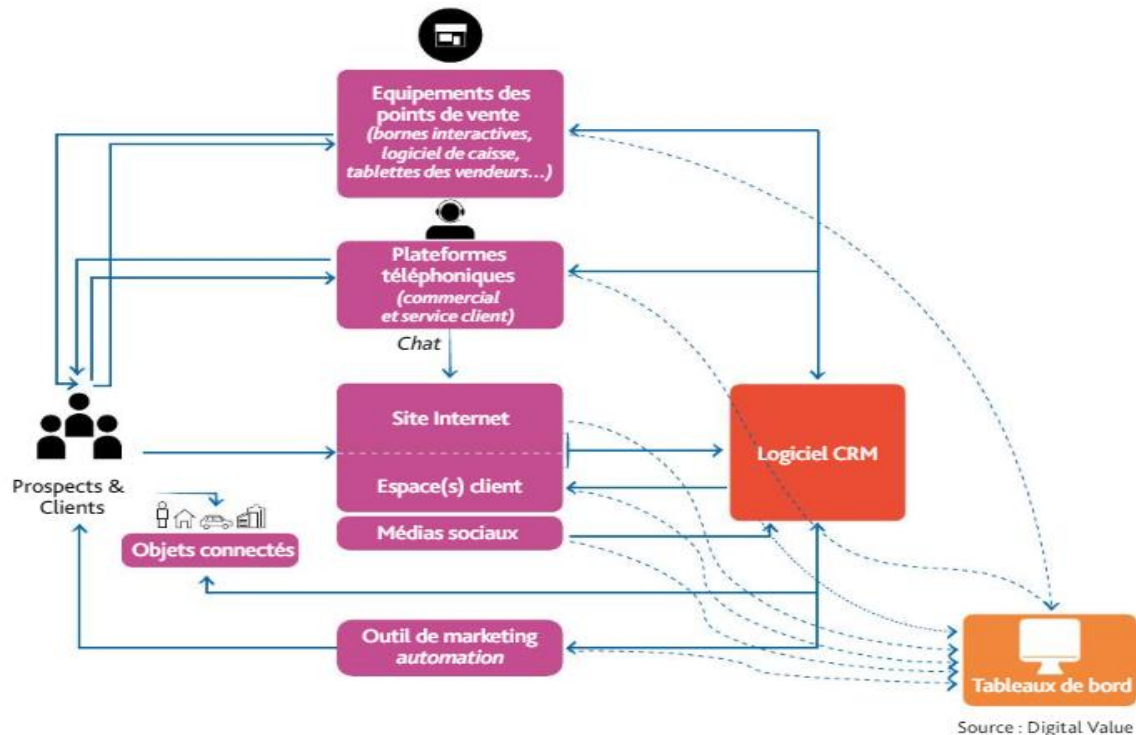 Equipements des
points de vente
(bornes interactives,
logiciel de caisse,
tablettes des vendeurs...)
Plateformes
téléphoniques
(commercial
et service client)
Chat
Site Internet
Espace(s) client
Logiciel CRM
Prospects &
Clients
Objets connectés
Médias sociaux
Outil de marketing
automation
Tableaux de bord
Source : Digital Value